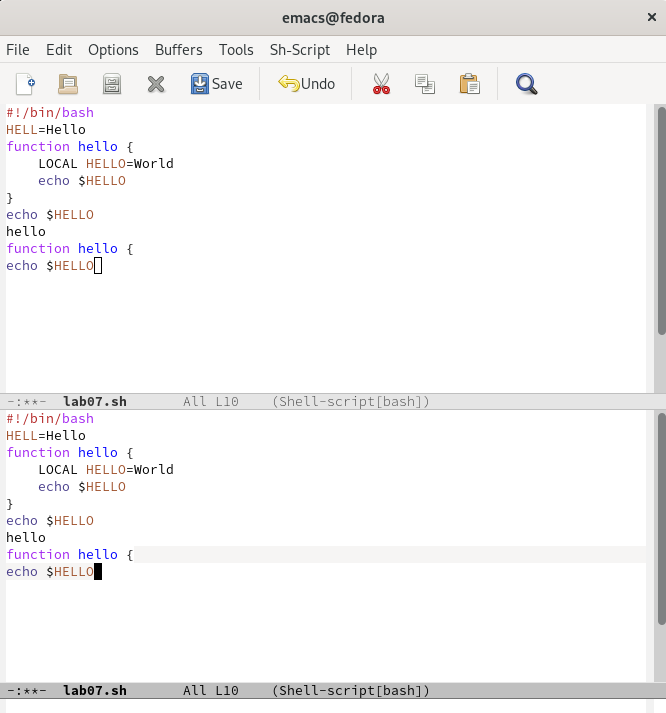 emacs@fedora ×
File Edit Options Buffers Tools Sh-Script Help
Save Undo
#!/bin/bash
HELL=Hello
function hello {
    LOCAL HELLO=World
    echo $HELLO
}
echo $HELLO
hello
function hello {
echo $HELLO
-:**- lab07.sh All L10 (Shell-script[bash])
#!/bin/bash
HELL=Hello
function hello {
    LOCAL HELLO=World
    echo $HELLO
}
echo $HELLO
hello
function hello {
echo $HELLO
-:**- lab07.sh All L10 (Shell-script[bash])